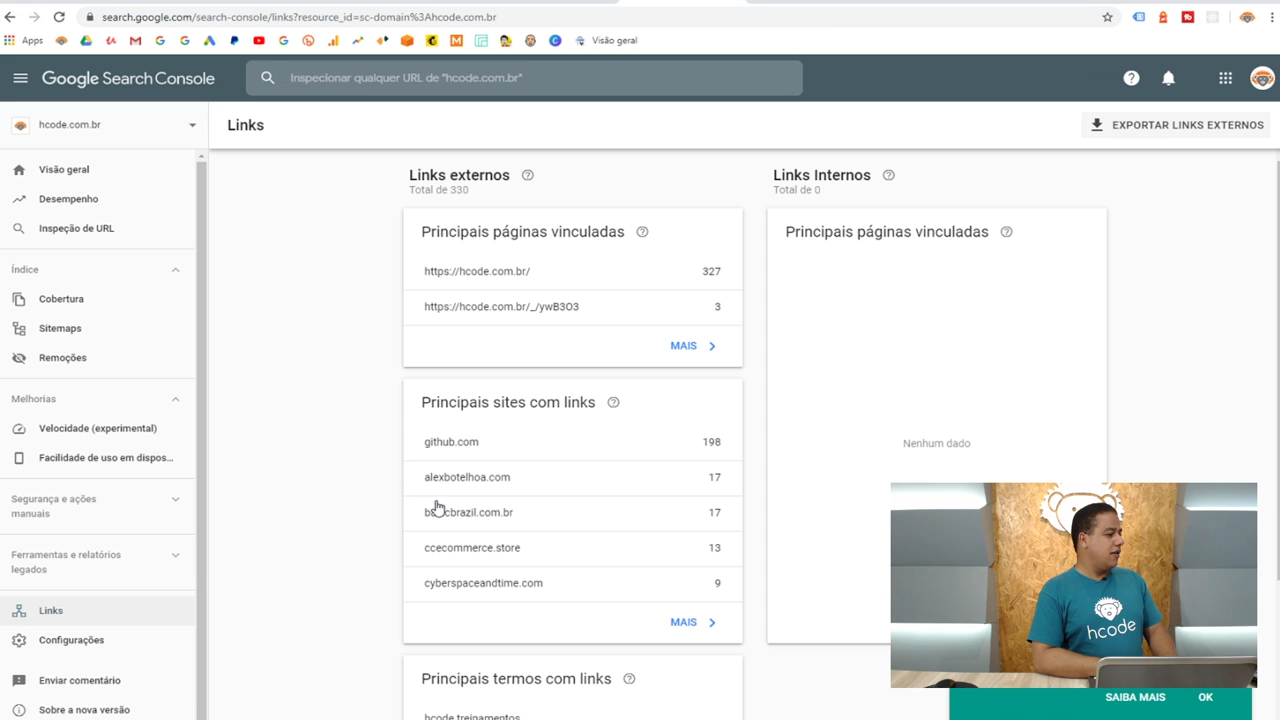 search.google.com/search-console/links?resource_id=sc-domain%3Ahcode.com.br
Apps
Visão geral
Google Search Console
Inspecionar qualquer URL de "hcode.com.br"
hcode.com.br
Links
EXPORTAR LINKS EXTERNOS
Visão geral
Desempenho
Inspeção de URL
Índice
Cobertura
Sitemaps
Remoções
Melhorias
Velocidade (experimental)
Facilidade de uso em dispos...
Segurança e ações
manuais
Ferramentas e relatórios
legados
Links
Configurações
Enviar comentário
Sobre a nova versão
Links externos
Total de 330
Principais páginas vinculadas
https://hcode.com.br/ 327
https://hcode.com.br/_/ywB3O3 3
MAIS
Principais sites com links
github.com 198
alexbotelhoa.com 17
cbrazil.com.br 17
ccecommerce.store 13
cyberspaceandtime.com 9
MAIS
Principais termos com links
hcode treinamentos
Links Internos
Total de 0
Principais páginas vinculadas
Nenhum dado
hcode
SAIBA MAIS OK